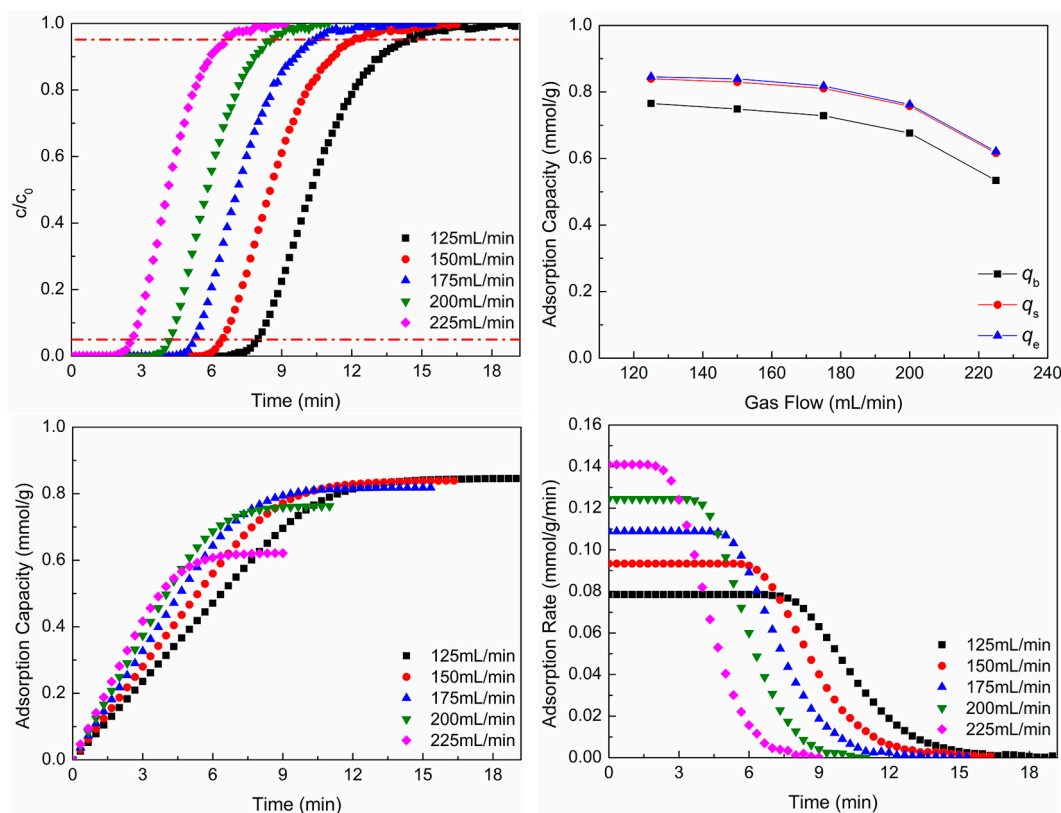 1.0
0.8
0.6
0.4
0.2
0.0
c/c0
0 3 6 9 12 15 18
Time (min)
125mL/min
150mL/min
175mL/min
200mL/min
225mL/min
1.0
0.8
0.6
0.4
0.2
0.0
Adsorption Capacity (mmol/g)
120 140 160 180 200 220 240
Gas Flow (mL/min)
qb
qs
qe
1.0
0.8
0.6
0.4
0.2
0.0
Adsorption Capacity (mmol/g)
0 3 6 9 12 15 18
Time (min)
125mL/min
150mL/min
175mL/min
200mL/min
225mL/min
0.16
0.14
0.12
0.10
0.08
0.06
0.04
0.02
0.00
Adsorption Rate (mmol/g/min)
0 3 6 9 12 15 18
Time (min)
125mL/min
150mL/min
175mL/min
200mL/min
225mL/min